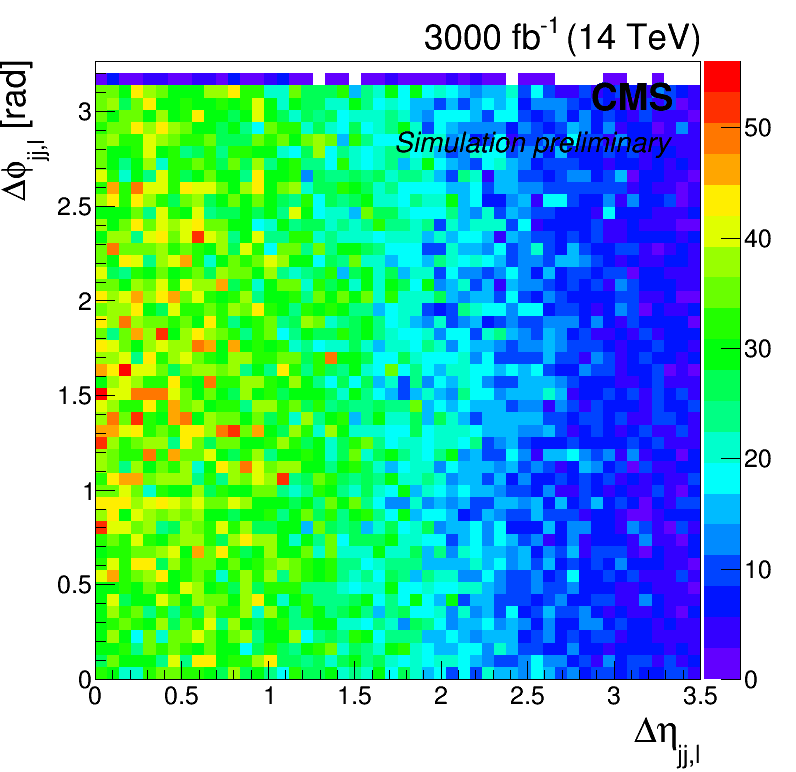 3000 fb-1 (14 TeV)
CMS
Simulation preliminary
Δϕjj,l [rad]
3
2.5
2
1.5
1
0.5
0
0 0.5 1 1.5 2 2.5 3 3.5
Δηjj,l
50
40
30
20
10
0